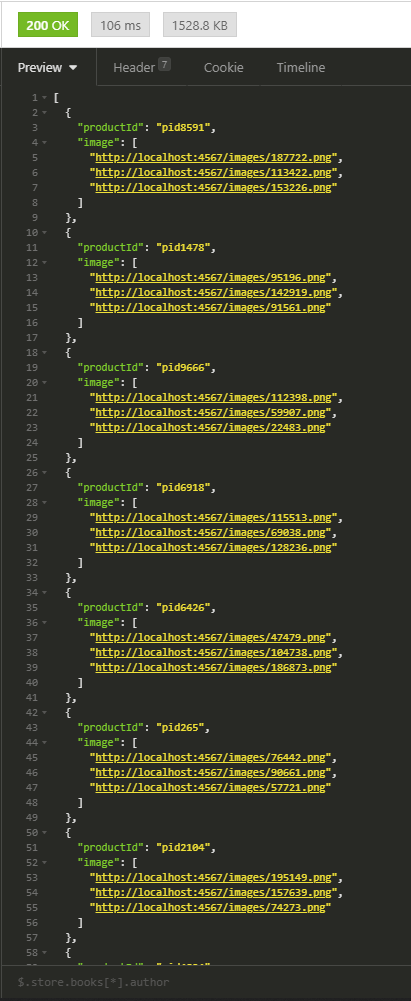 200 OK 106 ms 1528.8 KB
Preview Header 7 Cookie Timeline
1 [
2 {
3 "productId": "pid8591",
4 "image": [
5 "http://localhost:4567/images/187722.png",
6 "http://localhost:4567/images/113422.png",
7 "http://localhost:4567/images/153226.png"
8 ]
9 },
10 {
11 "productId": "pid1478",
12 "image": [
13 "http://localhost:4567/images/95196.png",
14 "http://localhost:4567/images/142919.png",
15 "http://localhost:4567/images/91561.png"
16 ]
17 },
18 {
19 "productId": "pid9666",
20 "image": [
21 "http://localhost:4567/images/112398.png",
22 "http://localhost:4567/images/59907.png",
23 "http://localhost:4567/images/22483.png"
24 ]
25 },
26 {
27 "productId": "pid6918",
28 "image": [
29 "http://localhost:4567/images/115513.png",
30 "http://localhost:4567/images/69038.png",
31 "http://localhost:4567/images/128236.png"
32 ]
33 },
34 {
35 "productId": "pid6426",
36 "image": [
37 "http://localhost:4567/images/47479.png",
38 "http://localhost:4567/images/104738.png",
39 "http://localhost:4567/images/186873.png"
40 ]
41 },
42 {
43 "productId": "pid265",
44 "image": [
45 "http://localhost:4567/images/76442.png",
46 "http://localhost:4567/images/90661.png",
47 "http://localhost:4567/images/57721.png"
48 ]
49 },
50 {
51 "productId": "pid2104",
52 "image": [
53 "http://localhost:4567/images/195149.png",
54 "http://localhost:4567/images/157639.png",
55 "http://localhost:4567/images/74273.png"
56 ]
57 },
58 {
$.store.books[*].author